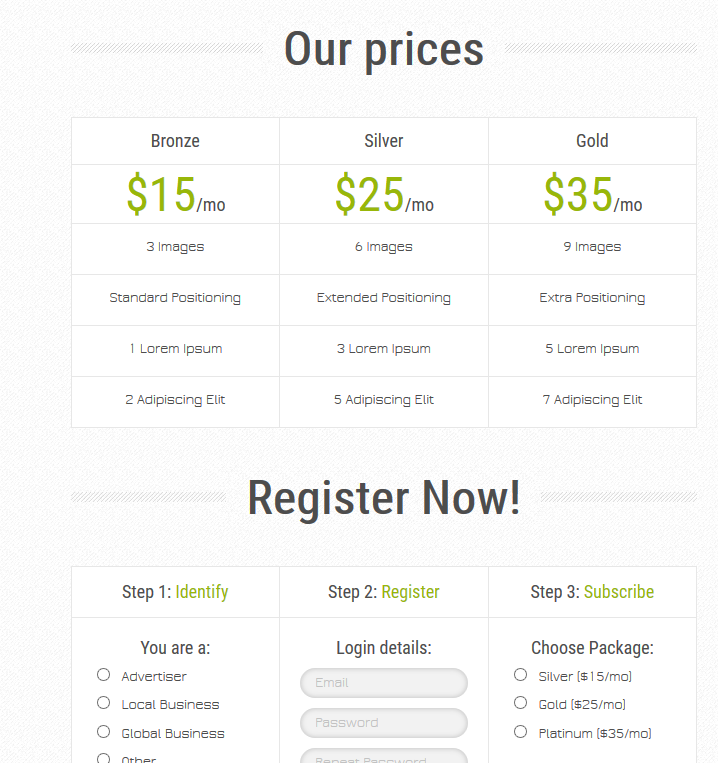 Our prices
Bronze Silver Gold
$15/mo $25/mo $35/mo
3 Images 6 Images 9 Images
Standard Positioning Extended Positioning Extra Positioning
1 Lorem Ipsum 3 Lorem Ipsum 5 Lorem Ipsum
2 Adipiscing Elit 5 Adipiscing Elit 7 Adipiscing Elit
Register Now!
Step 1: Identify Step 2: Register Step 3: Subscribe
You are a: Login details: Choose Package:
Advertiser Email Silver ($15/mo)
Local Business Password Gold ($25/mo)
Global Business Platinum ($35/mo)
Other Repeat Password